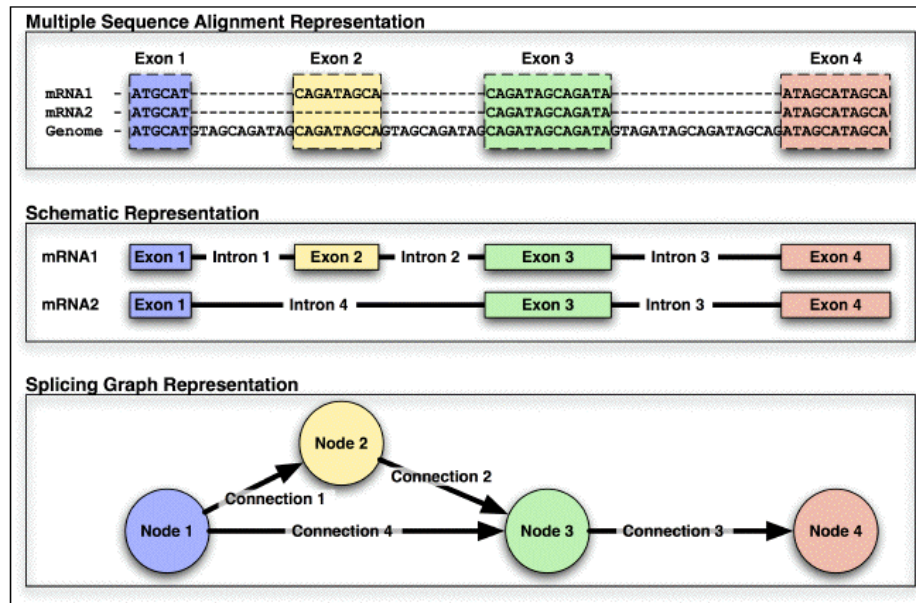 Multiple Sequence Alignment Representation
Exon 1 Exon 2 Exon 3 Exon 4
mRNA1 - ATGCAT----------CAGATAGCA----------CAGATAGCAGATA----------------ATAGCATAGCA
mRNA2 - ATGCAT-----------------------------CAGATAGCAGATA----------------ATAGCATAGCA
Genome - ATGCATGTAGCAGATAGCAGATAGCAGTAGCAGATAGCAGATAGCAGATAGTAGATAGCAGATAGCAGATAGCATAGCA
Schematic Representation
mRNA1 Exon 1 Intron 1 Exon 2 Intron 2 Exon 3 Intron 3 Exon 4
mRNA2 Exon 1 Intron 4 Exon 3 Intron 3 Exon 4
Splicing Graph Representation
Node 2
Connection 2
Connection 1
Node 1 Connection 4 Node 3 Connection 3 Node 4